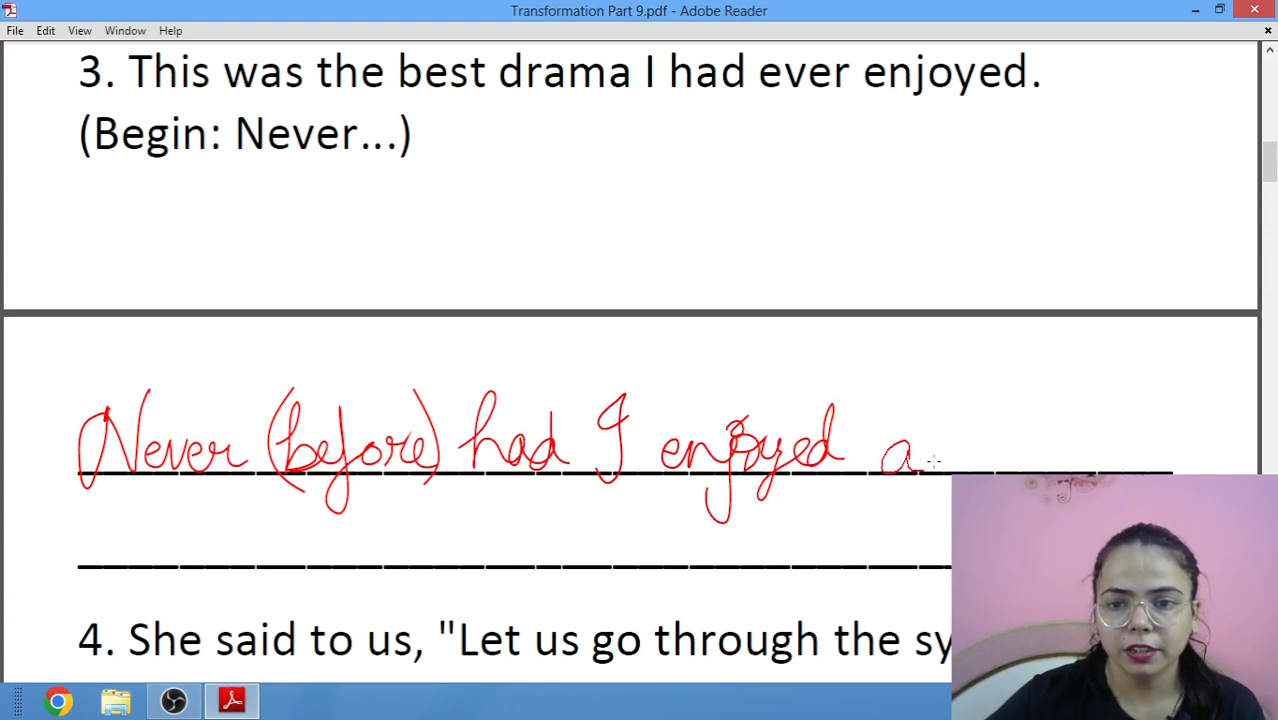 Transformation Part 9.pdf - Adobe Reader
File Edit View Window Help
3. This was the best drama I had ever enjoyed.
(Begin: Never...)
Never (before) had I enjoyed a
4. She said to us, "Let us go through the sy